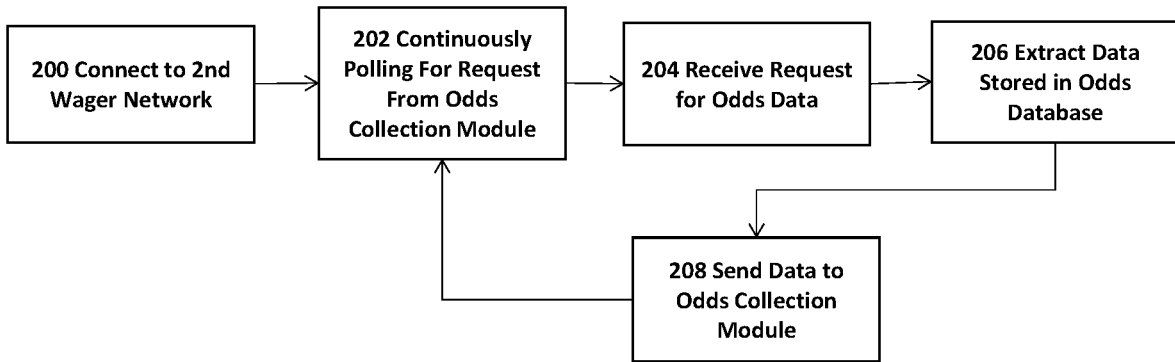 200 Connect to 2nd
Wager Network
202 Continuously
Polling For Request
From Odds
Collection Module
204 Receive Request
for Odds Data
206 Extract Data
Stored in Odds
Database
208 Send Data to
Odds Collection
Module